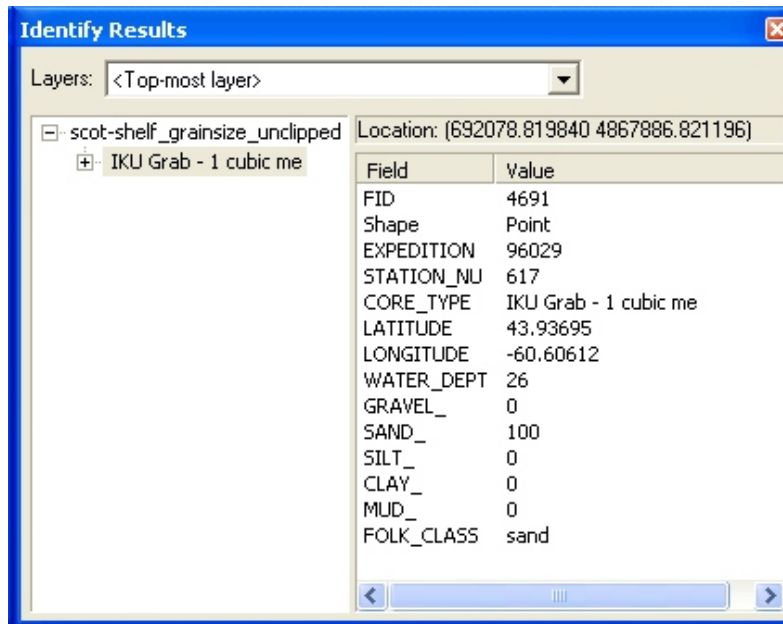 Identify Results
Layers: <Top-most layer>
scot-shelf_grainsize_unclipped
IKU Grab - 1 cubic me
Location: (692078.819840 4867886.821196)
Field Value
FID 4691
Shape Point
EXPEDITION 96029
STATION_NU 617
CORE_TYPE IKU Grab - 1 cubic me
LATITUDE 43.93695
LONGITUDE -60.60612
WATER_DEPT 26
GRAVEL_ 0
SAND_ 100
SILT_ 0
CLAY_ 0
MUD_ 0
FOLK_CLASS sand